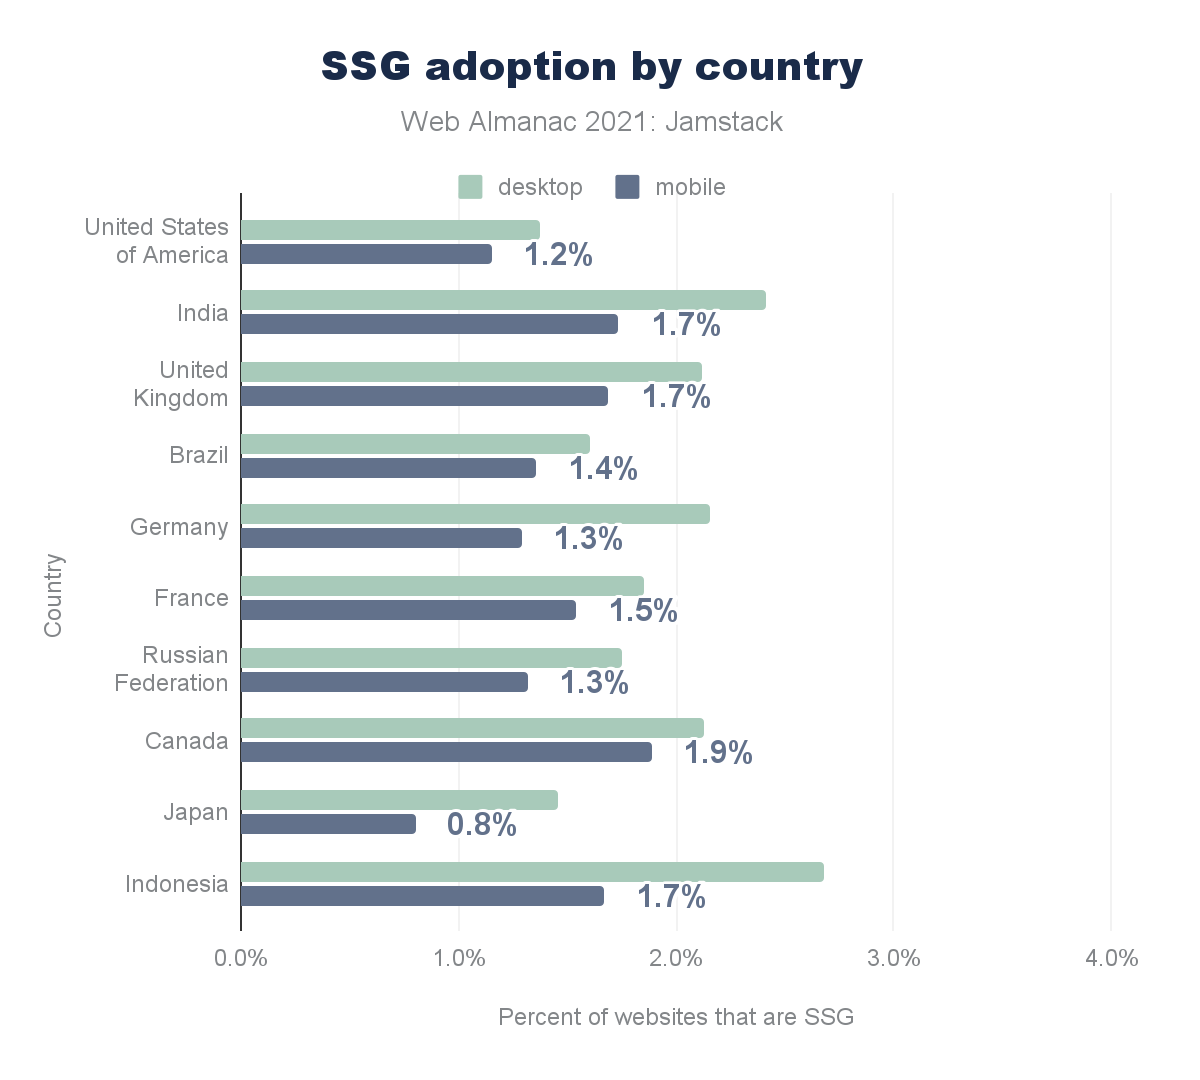 SSG adoption by country
Web Almanac 2021: Jamstack
desktop
mobile
United States
of America
1.2%
India
1.7%
United
Kingdom
1.7%
Brazil
1.4%
Germany
1.3%
France
1.5%
Russian
Federation
1.3%
Canada
1.9%
Japan
0.8%
Indonesia
1.7%
Country
0.0%
1.0%
2.0%
3.0%
4.0%
Percent of websites that are SSG